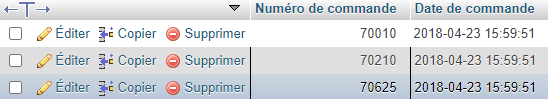 Numéro de commande Date de commande
Éditer Copier Supprimer 70010 2018-04-23 15:59:51
Éditer Copier Supprimer 70210 2018-04-23 15:59:51
Éditer Copier Supprimer 70625 2018-04-23 15:59:51